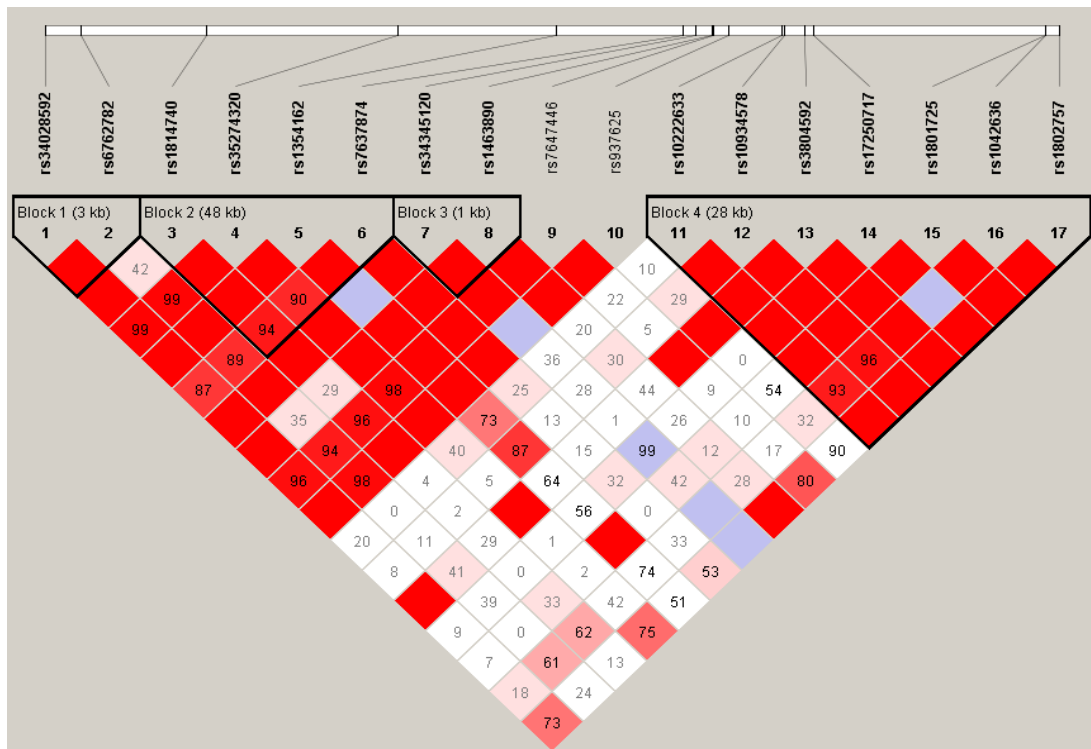 rs34028592
rs6762782
rs1814740
rs35274320
rs1354162
rs7637874
rs34345120
rs1463890
rs7647446
rs937625
rs10222633
rs10934578
rs3804592
rs17250717
rs1801725
rs1042636
rs1802757
Block 1 (3 kb) Block 2 (48 kb) Block 3 (1 kb) Block 4 (28 kb)
1 2 3 4 5 6 7 8 9 10 11 12 13 14 15 16 17
42 10
99 90 22 29
99 94 20 5
89 36 30 0 96
87 29 98 25 28 44 9 54 93
35 96 73 13 1 26 10 32
94 40 87 15 99 12 17 90
96 98 4 5 64 32 42 28 80
0 2 56 0
20 11 29 1 33
8 41 0 2 74 53
39 33 42 51
9 0 62 75
7 61 13
18 24
73